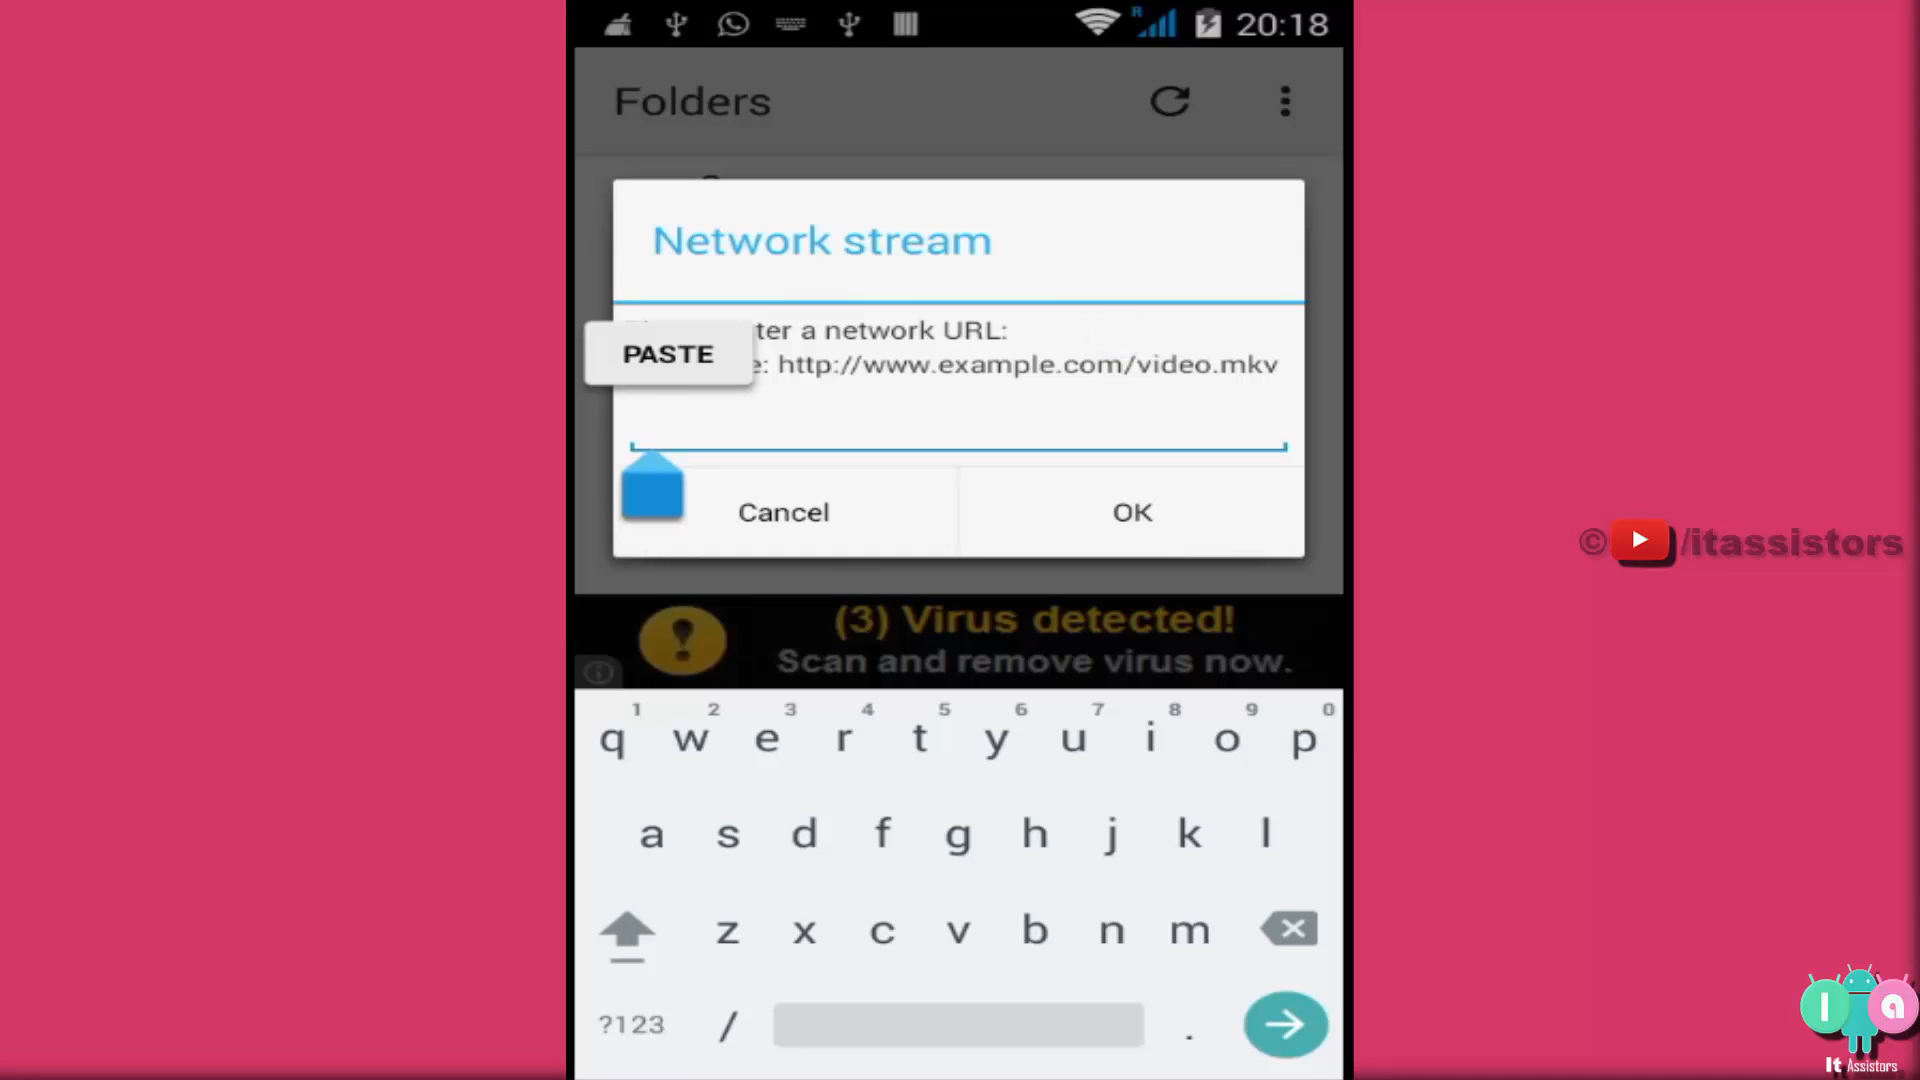 20:18
Folders
Network stream
ter a network URL:
PASTE
e: http://www.example.com/video.mkv
Cancel
OK
© /itassistors
(3) Virus detected!
Scan and remove virus now.
1 2 3 4 5 6 7 8 9 0
q w e r t y u i o p
a s d f g h j k l
z x c v b n m
?123 / .
I a
It Assistors